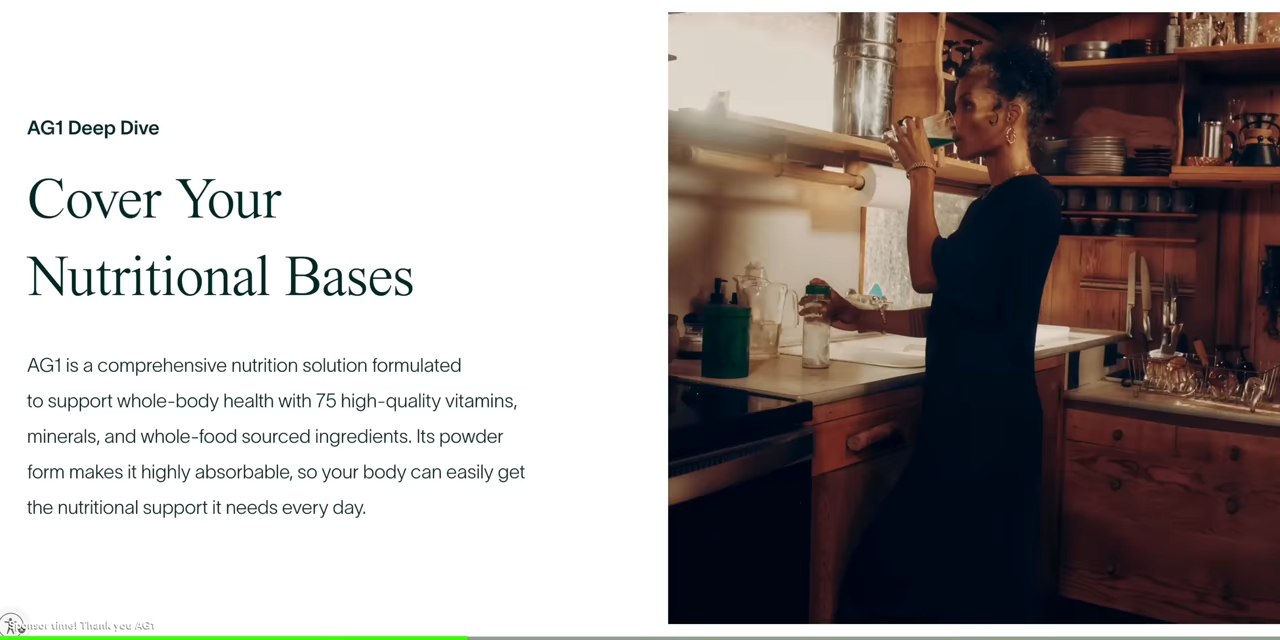 AG1 Deep Dive
Cover Your
Nutritional Bases
AG1 is a comprehensive nutrition solution formulated
to support whole-body health with 75 high-quality vitamins,
minerals, and whole-food sourced ingredients. Its powder
form makes it highly absorbable, so your body can easily get
the nutritional support it needs every day.
Sponsor time! Thank you AG1